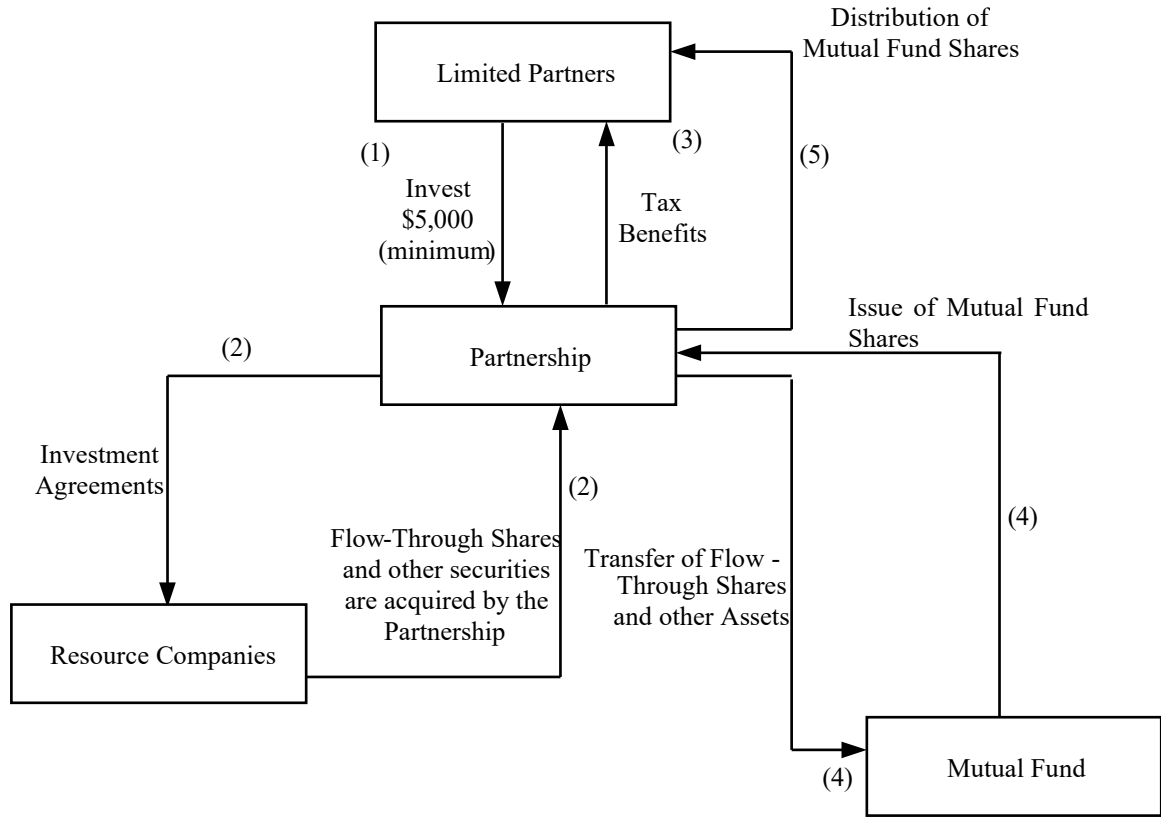 Distribution of
Mutual Fund Shares
Limited Partners
(1)
(3)
(5)
Invest
$5,000
(minimum)
Tax
Benefits
Issue of Mutual Fund
Shares
(2)
Partnership
Investment
Agreements
(2)
(4)
Flow-Through Shares
and other securities
are acquired by the
Partnership
Transfer of Flow -
Through Shares
and other Assets
Resource Companies
(4)
Mutual Fund